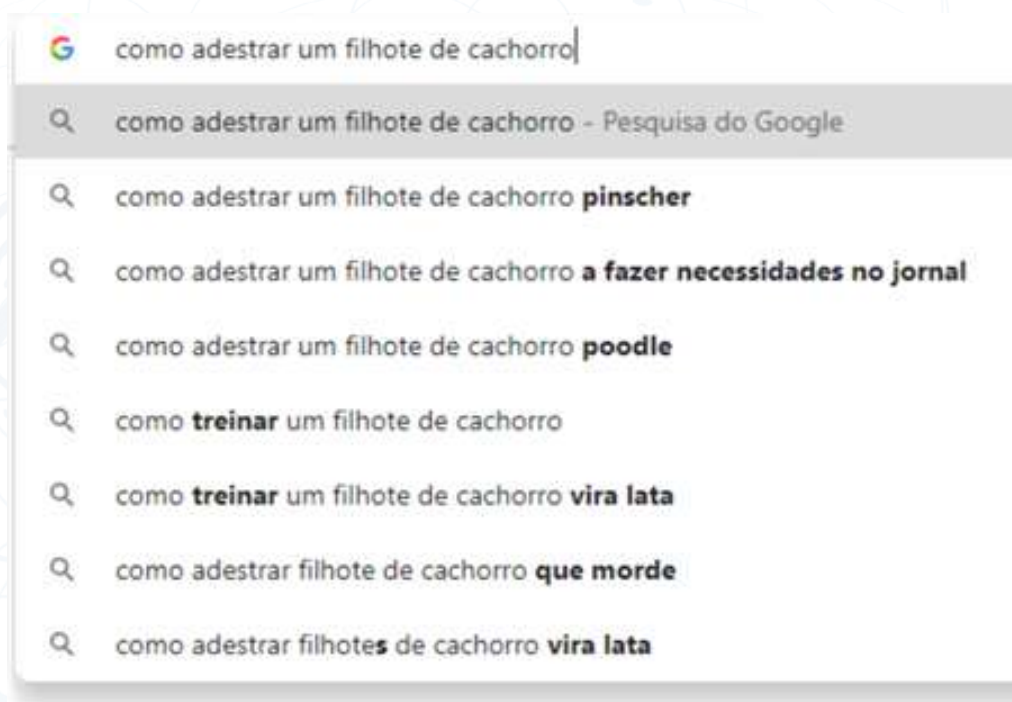 como adestrar um filhote de cachorro
como adestrar um filhote de cachorro - Pesquisa do Google
como adestrar um filhote de cachorro pinscher
como adestrar um filhote de cachorro a fazer necessidades no jornal
como adestrar um filhote de cachorro poodle
como treinar um filhote de cachorro
como treinar um filhote de cachorro vira lata
como adestrar filhote de cachorro que morde
como adestrar filhotes de cachorro vira lata